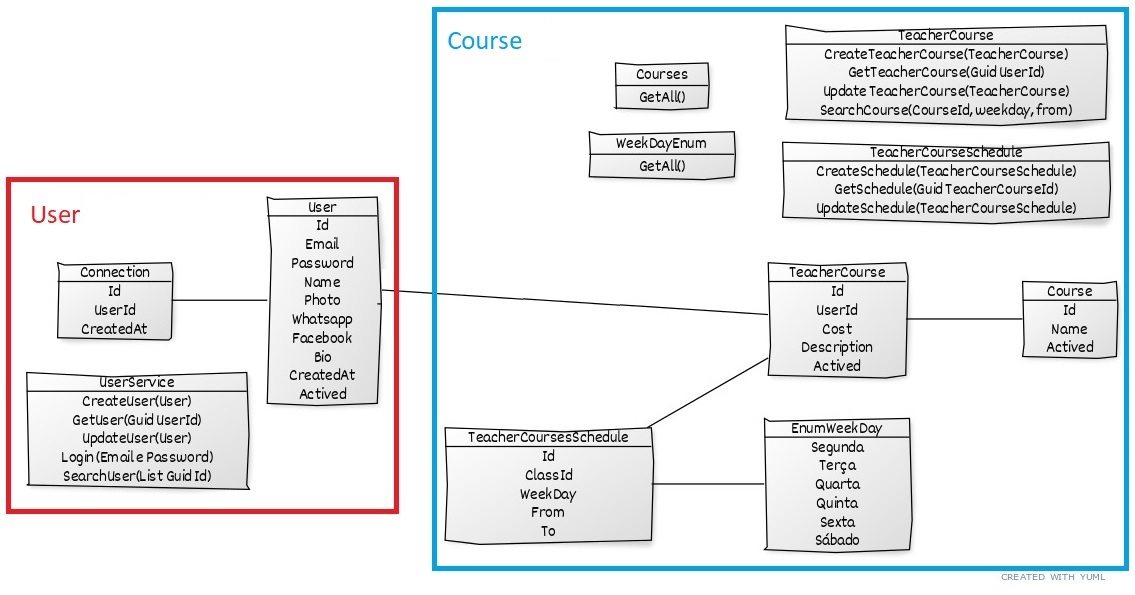 Course
TeacherCourse
CreateTeacherCourse(TeacherCourse)
GetTeacherCourse(Guid UserId)
Update TeacherCourse(TeacherCourse)
SearchCourse(CourseId, weekday, from)
Courses
GetAll()
WeekDayEnum
GetAll()
TeacherCourseSchedule
CreateSchedule(TeacherCourseSchedule)
GetSchedule(Guid TeacherCourseId)
UpdateSchedule(TeacherCourseSchedule)
User
User
Id
Email
Password
Name
Photo
Whatsapp
Facebook
Bio
CreatedAt
Actived
Connection
Id
UserId
CreatedAt
UserService
CreateUser(User)
GetUser(Guid UserId)
UpdateUser(User)
Login(Email e Password)
SearchUser(List Guid Id)
TeacherCourse
Id
UserId
Cost
Description
Actived
Course
Id
Name
Actived
TeacherCoursesSchedule
Id
ClassId
WeekDay
From
To
EnumWeekDay
Segunda
Terça
Quarta
Quinta
Sexta
Sábado
CREATED WITH YUML